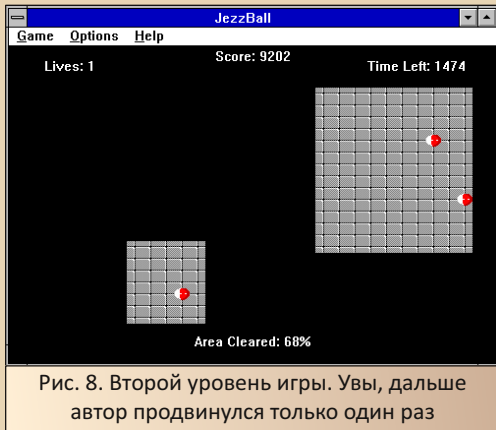 JezzBall
Game Options Help
Score: 9202
Lives: 1
Time Left: 1474
Area Cleared: 68%
Рис. 8. Второй уровень игры. Увы, дальше
автор продвинулся только один раз